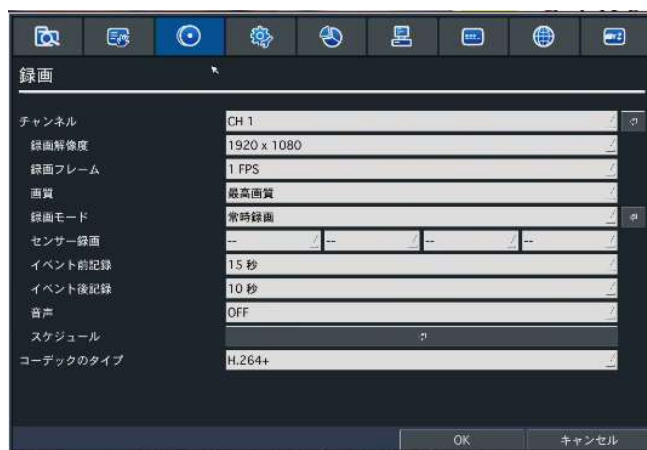 録画
チャンネル CH 1
録画解像度 1920 x 1080
録画フレーム 1 FPS
画質 最高画質
録画モード 常時録画
センサー録画 -- -- -- --
イベント前記録 15 秒
イベント後記録 10 秒
音声 OFF
スケジュール
コーデックのタイプ H.264+
OK キャンセル